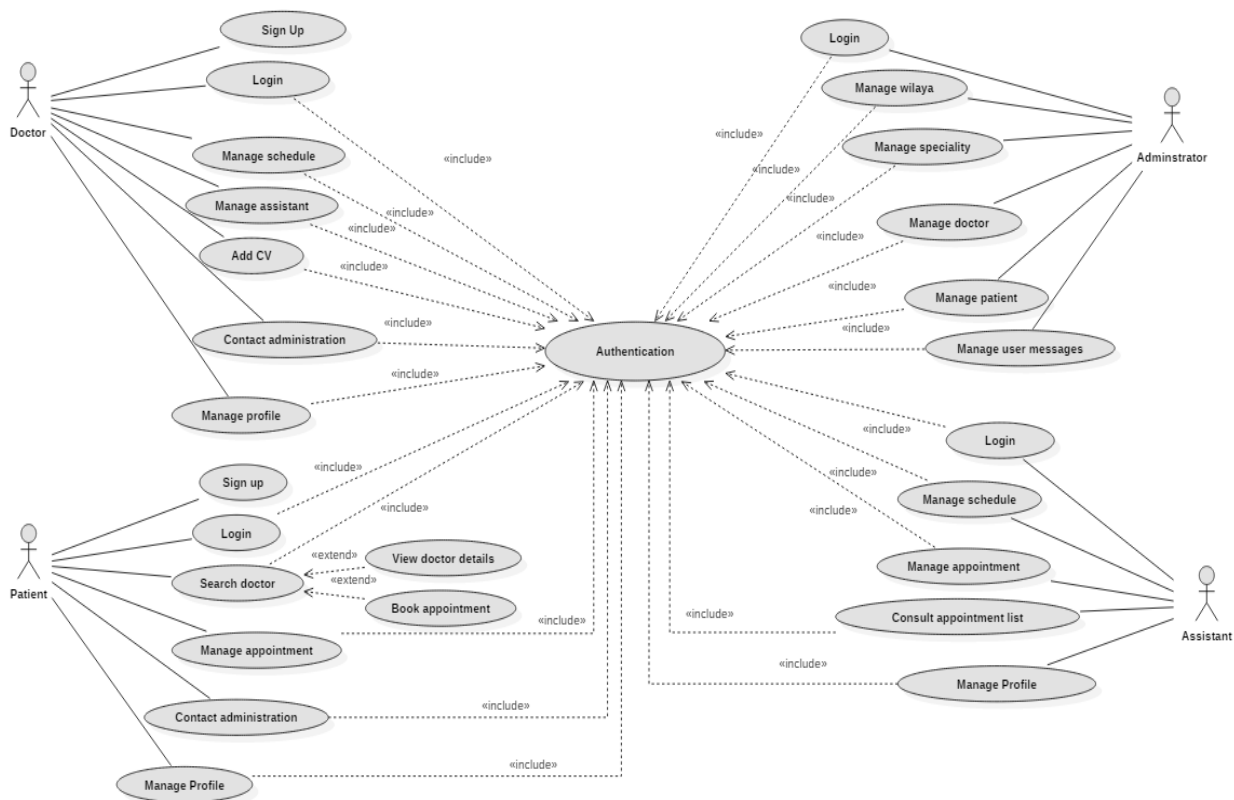 Sign Up
Login
Doctor
Manage schedule
Manage assistant
Add CV
Contact administration
Manage profile
«include»
«include»
«include»
«include»
«include»
«include»
Login
Manage wilaya
Manage speciality
Adminstrator
Manage doctor
Manage patient
Manage user messages
«include»
«include»
«include»
«include»
«include»
«include»
Authentication
Sign up
Login
Patient
Search doctor
View doctor details
Book appointment
Manage appointment
Contact administration
Manage Profile
«include»
«include»
«extend»
«extend»
«include»
«include»
«include»
Login
Manage schedule
Manage appointment
Consult appointment list
Assistant
Manage Profile
«include»
«include»
«include»
«include»
«include»